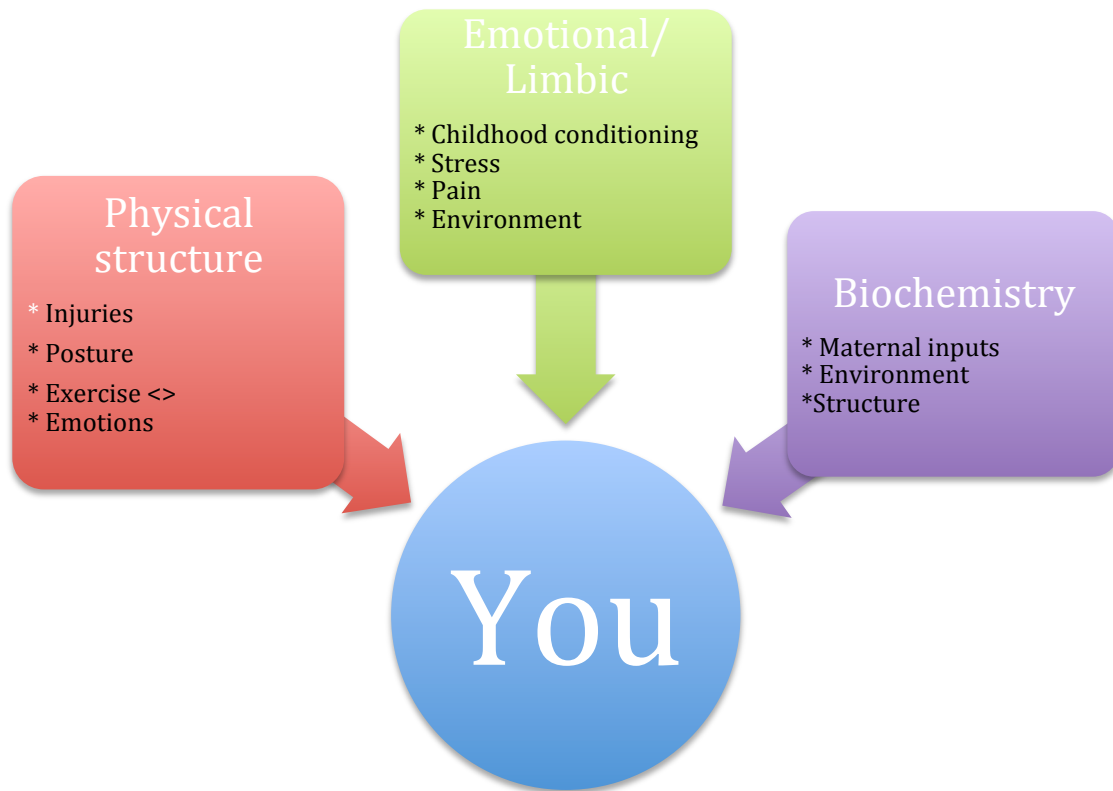 Emotional/
Limbic
* Childhood conditioning
* Stress
* Pain
* Environment
Physical
structure
* Injuries
* Posture
* Exercise <>
* Emotions
Biochemistry
* Maternal inputs
* Environment
*Structure
You